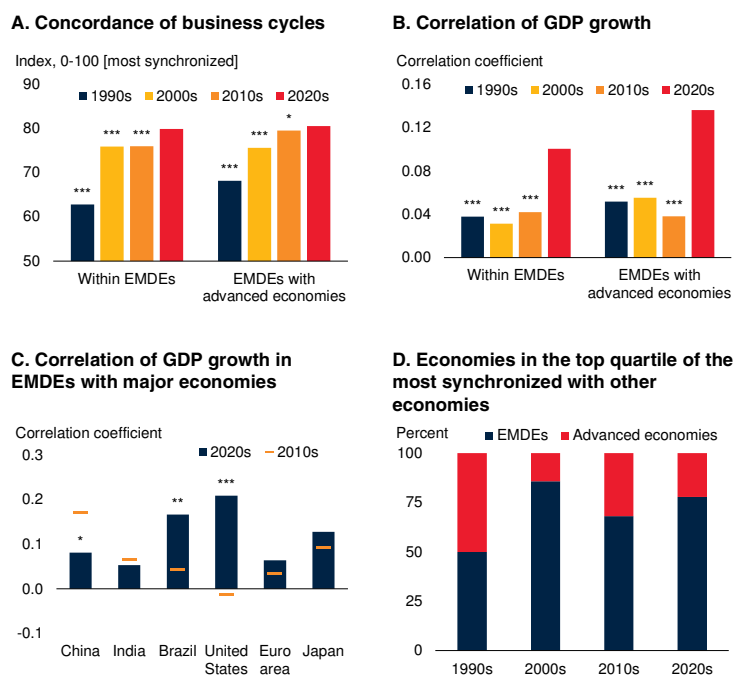 A. Concordance of business cycles
Index, 0-100 [most synchronized]
90
80
70
60
50
1990s 2000s 2010s 2020s
*** *** ***
*** *** *
Within EMDEs
EMDEs with
advanced economies
B. Correlation of GDP growth
Correlation coefficient
0.16
0.12
0.08
0.04
0.00
1990s 2000s 2010s 2020s
*** *** ***
*** *** ***
Within EMDEs
EMDEs with
advanced economies
C. Correlation of GDP growth in
EMDEs with major economies
Correlation coefficient
0.3
0.2
0.1
0.0
-0.1
2020s 2010s
* ** ***
China India Brazil United
States Euro
area Japan
D. Economies in the top quartile of the
most synchronized with other
economies
Percent
EMDEs Advanced economies
100
75
50
25
0
1990s 2000s 2010s 2020s